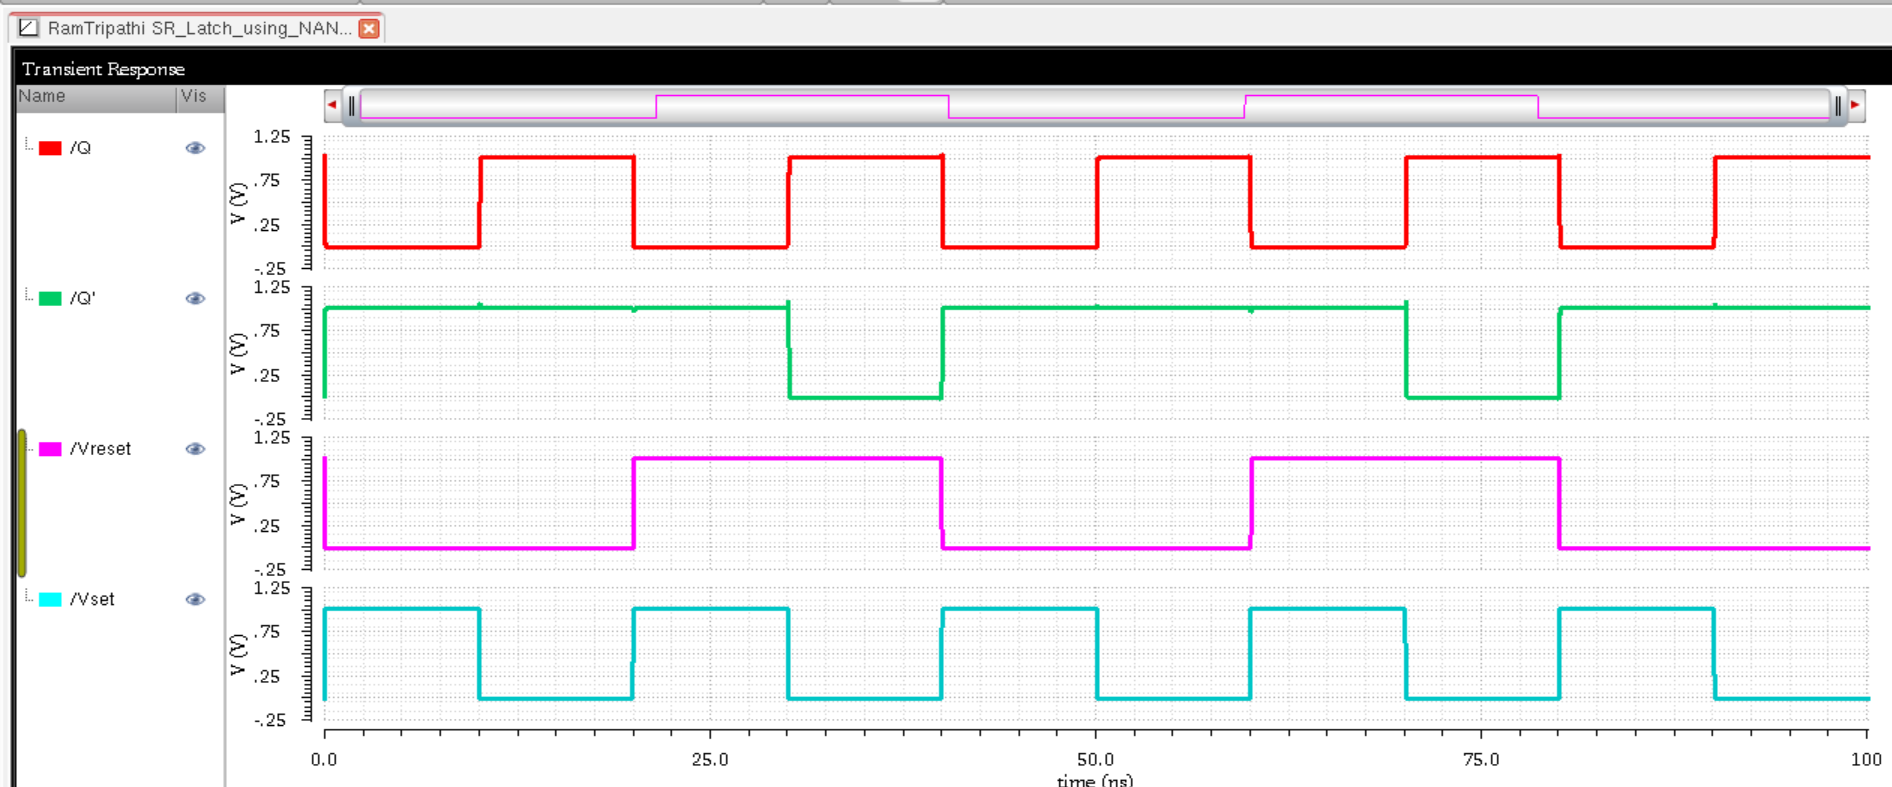 RamTripathi SR_Latch_using_NAN...
Transient Response
Name Vis
/Q
1.25
.75
.25
-.25
V (V)
/Q'
1.25
.75
.25
-.25
V (V)
/Vreset
1.25
.75
.25
-.25
V (V)
/Vset
1.25
.75
.25
-.25
V (V)
0.0 25.0 50.0 75.0 100
time (ns)